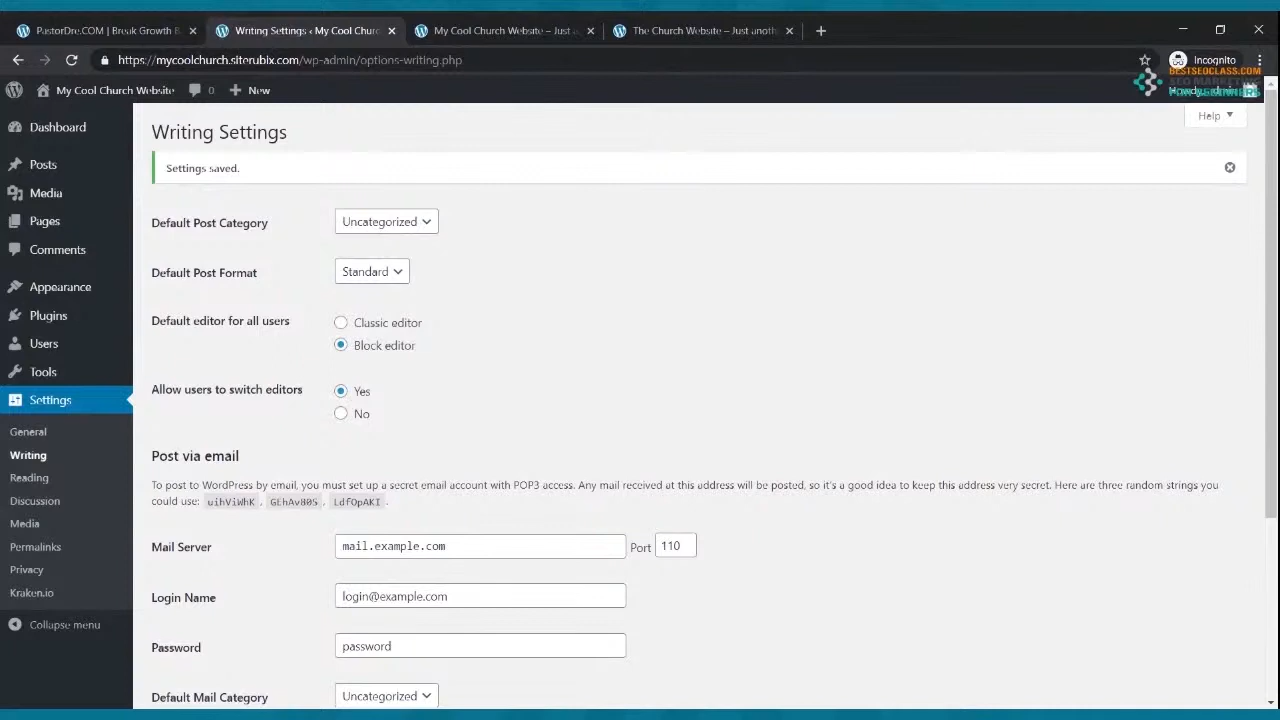 PastorDre.COM | Break Growth B
Writing Settings ‹ My Cool Churc
My Cool Church Website – Just a
The Church Website – Just anoth
https://mycoolchurch.siterubix.com/wp-admin/options-writing.php
Incognito
BESTSEOCLASS.COM
SEO MARKETING
FOR BEGINNERS
My Cool Church Website
0
New
Help
Dashboard
Posts
Media
Pages
Comments
Appearance
Plugins
Users
Tools
Settings
General
Writing
Reading
Discussion
Media
Permalinks
Privacy
Kraken.io
Collapse menu
Writing Settings
Settings saved.
Default Post Category Uncategorized
Default Post Format Standard
Default editor for all users Classic editor
Block editor
Allow users to switch editors Yes
No
Post via email
To post to WordPress by email, you must set up a secret email account with POP3 access. Any mail received at this address will be posted, so it's a good idea to keep this address very secret. Here are three random strings you
could use: uihViWhK, GEhAv80S, LdfOpAKI.
Mail Server mail.example.com Port 110
Login Name login@example.com
Password password
Default Mail Category Uncategorized